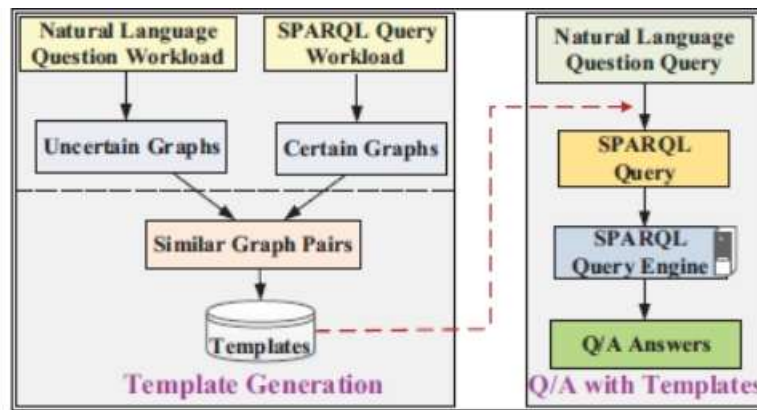 Natural Language
Question Workload
SPARQL Query
Workload
Uncertain Graphs
Certain Graphs
Similar Graph Pairs
Templates
Template Generation
Natural Language
Question Query
SPARQL
Query
SPARQL
Query Engine
Q/A Answers
Q/A with Templates